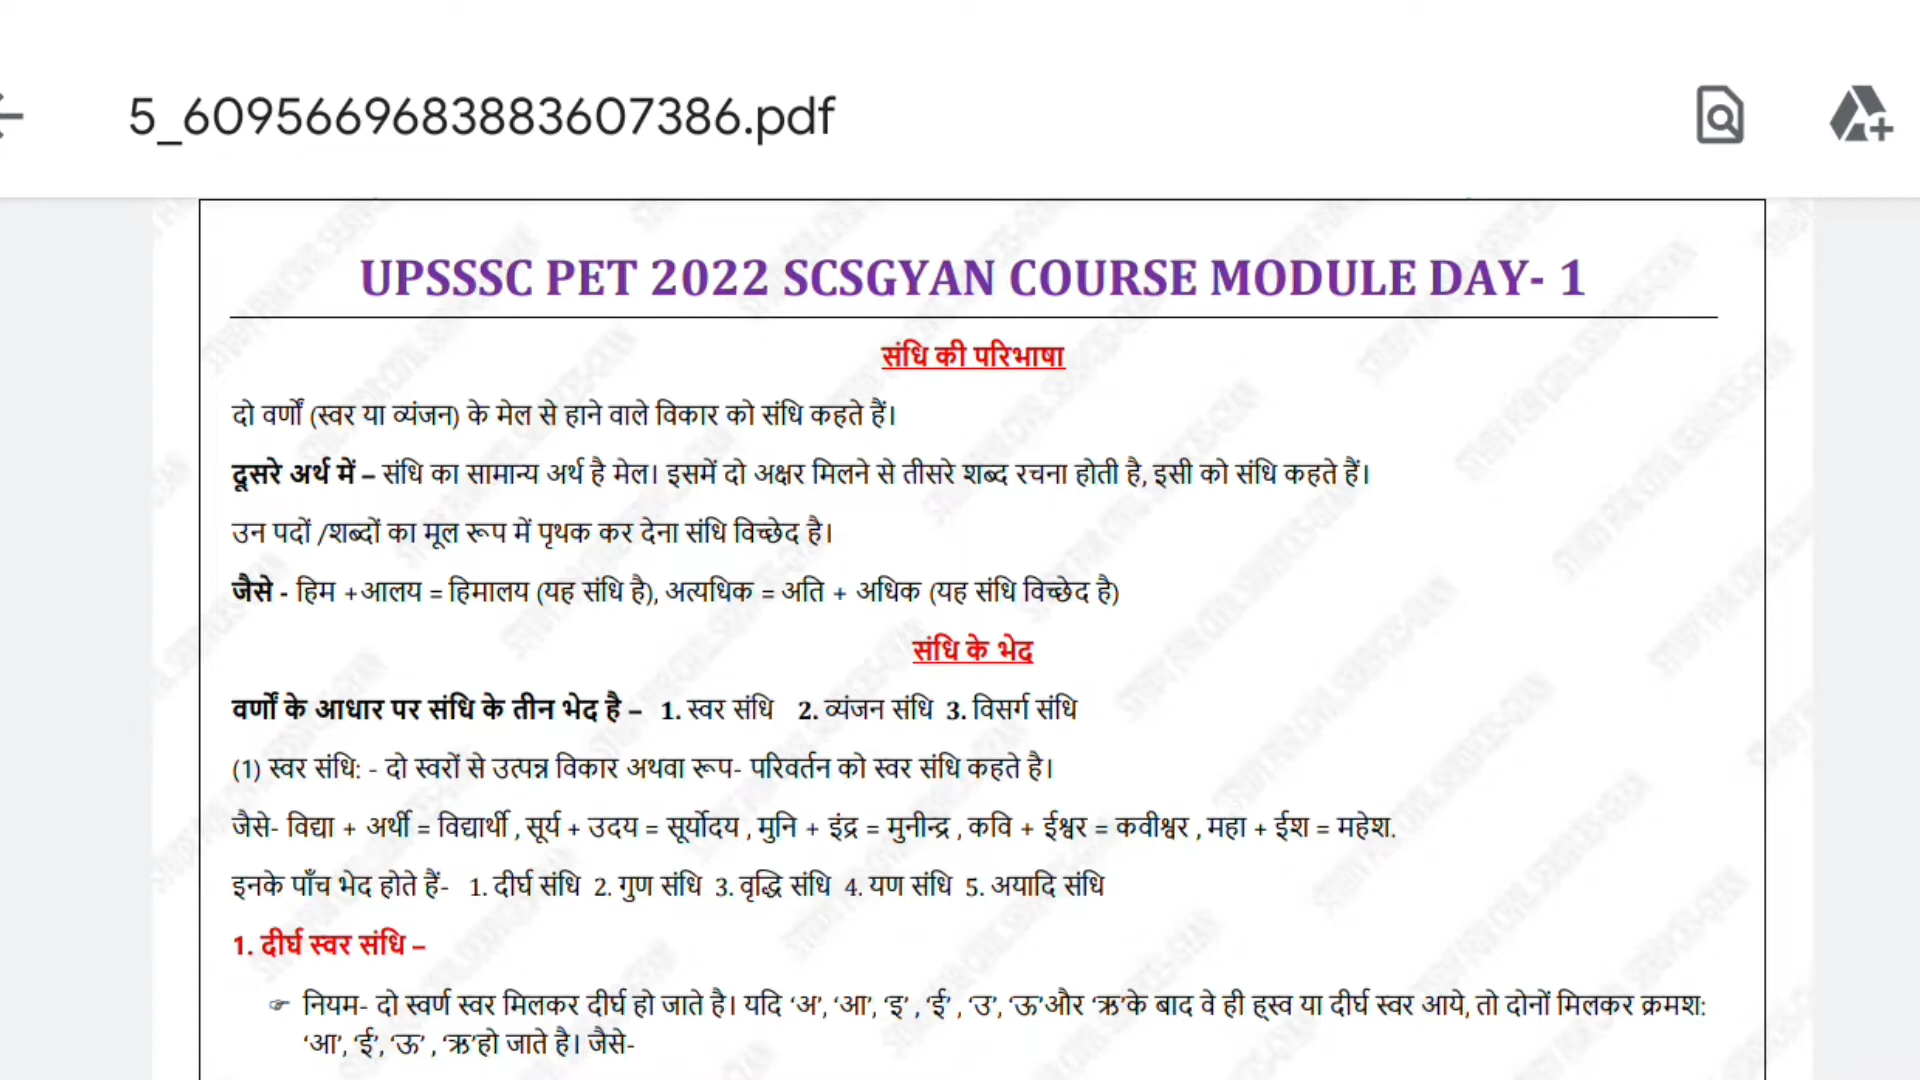 5_6095669683883607386.pdf
UPSSSC PET 2022 SCSGYAN COURSE MODULE DAY- 1
संधि की परिभाषा
दो वर्णों (स्वर या व्यंजन) के मेल से हाने वाले विकार को संधि कहते हैं।
दूसरे अर्थ में – संधि का सामान्य अर्थ है मेल। इसमें दो अक्षर मिलने से तीसरे शब्द रचना होती है, इसी को संधि कहते हैं।
उन पदों /शब्दों का मूल रूप में पृथक कर देना संधि विच्छेद है।
जैसे - हिम +आलय = हिमालय (यह संधि है), अत्यधिक = अति + अधिक (यह संधि विच्छेद है)
संधि के भेद
वर्णों के आधार पर संधि के तीन भेद है – 1. स्वर संधि 2. व्यंजन संधि 3. विसर्ग संधि
(1) स्वर संधि: - दो स्वरों से उत्पन्न विकार अथवा रूप- परिवर्तन को स्वर संधि कहते है।
जैसे- विद्या + अर्थी = विद्यार्थी , सूर्य + उदय = सूर्योदय , मुनि + इंद्र = मुनीन्द्र , कवि + ईश्वर = कवीश्वर , महा + ईश = महेश.
इनके पाँच भेद होते हैं- 1. दीर्घ संधि 2. गुण संधि 3. वृद्धि संधि 4. यण संधि 5. अयादि संधि
1. दीर्घ स्वर संधि –
☞ नियम- दो स्वर्ण स्वर मिलकर दीर्घ हो जाते है। यदि ‘अ’, ‘आ’, ‘इ’ , ‘ई’ , ‘उ’, ‘ऊ’और ‘ऋ’के बाद वे ही ह्स्व या दीर्घ स्वर आये, तो दोनों मिलकर क्रमश:
‘आ’, ‘ई’, ‘ऊ’ , ‘ऋ’हो जाते है। जैसे-